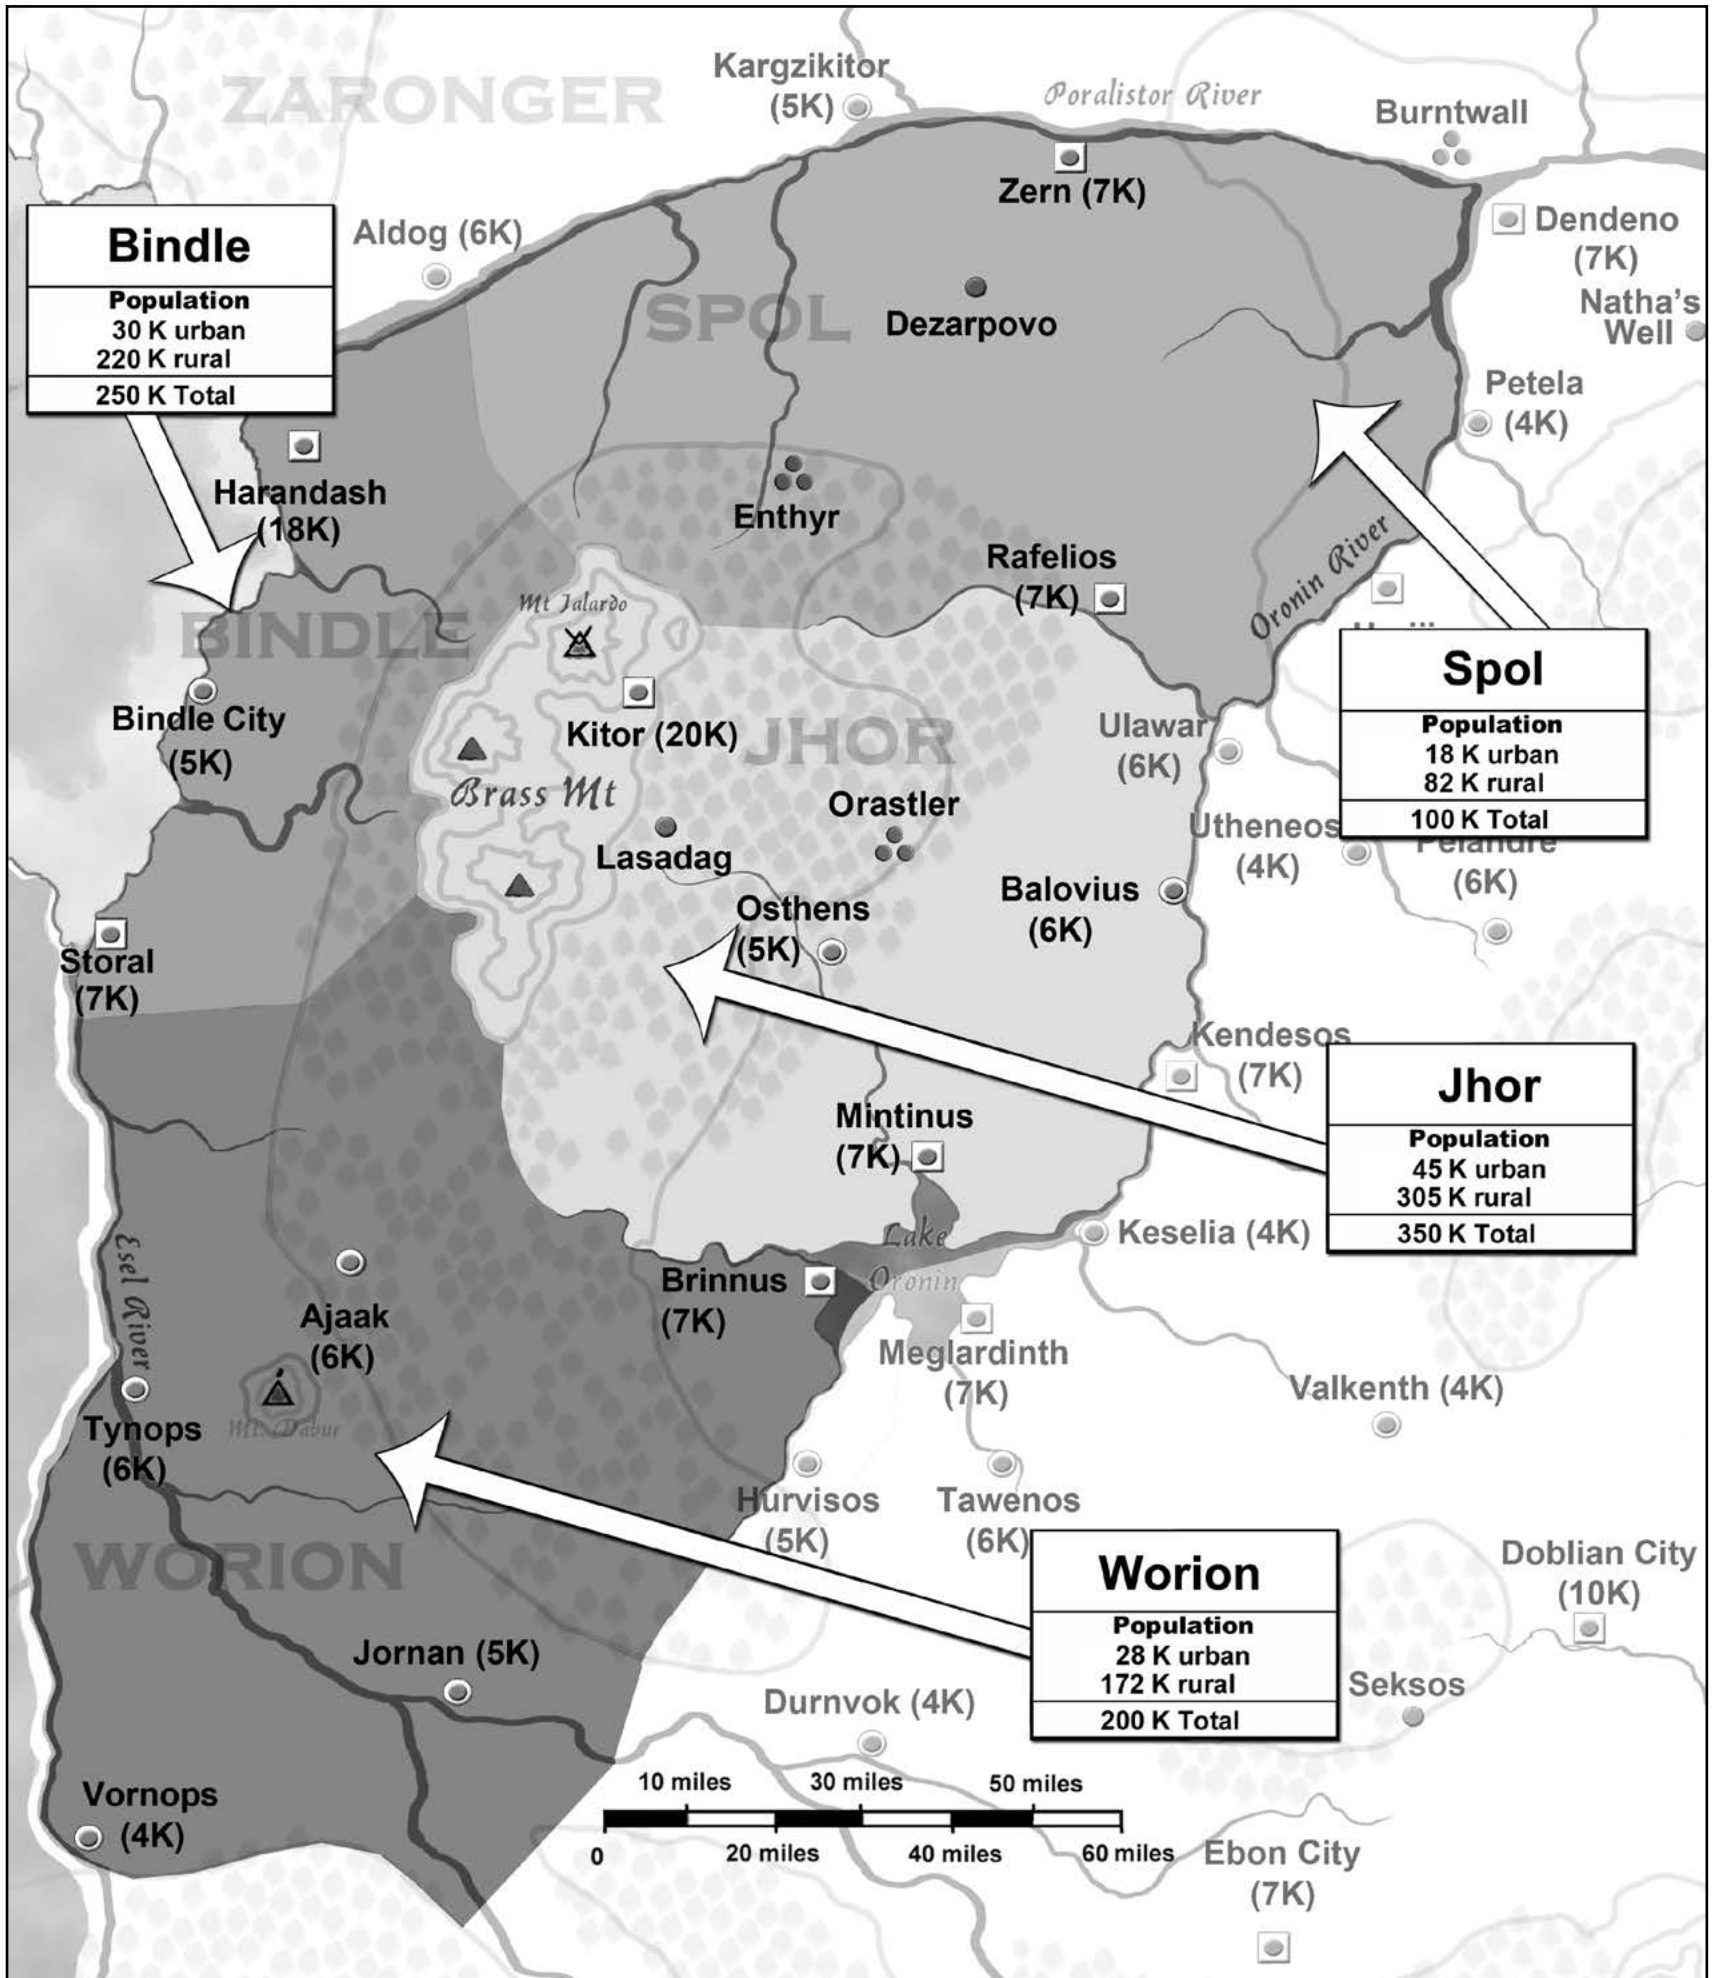 ZARONGER
Kargzikitor
(5K)
Poralistor River
Burntwall
Zern (7K)
Dendeno
(7K)
Natha's
Well
Aldog (6K)
Bindle
Population
30 K urban
220 K rural
250 K Total
SPOL
Dezarpovo
Petela
(4K)
Harandash
(18K)
Enthyr
Rafelios
(7K)
Oronin River
BINDLE
Mt Jalardo
Bindle City
(5K)
Kitor (20K)
JHOR
Ulawar
(6K)
Spol
Population
18 K urban
82 K rural
100 K Total
Brass Mt
Orastler
Lasadag
Utheneos
(4K)
Pelandre
(6K)
Balovius
(6K)
Osthens
(5K)
Storal
(7K)
Kendesos
(7K)
Jhor
Population
45 K urban
305 K rural
350 K Total
Mintinus
(7K)
Lake
Oronin
Keselia (4K)
Esel River
Brinnus
(7K)
Ajaak
(6K)
Meglardinth
(7K)
Valkenth (4K)
Tynops
(6K)
Mt. Dabur
Hurvisos
(5K)
Tawenos
(6K)
WORION
Worion
Population
28 K urban
172 K rural
200 K Total
Doblian City
(10K)
Jornan (5K)
Seksos
Durnvok (4K)
Vornops
(4K)
10 miles 30 miles 50 miles
0 20 miles 40 miles 60 miles
Ebon City
(7K)